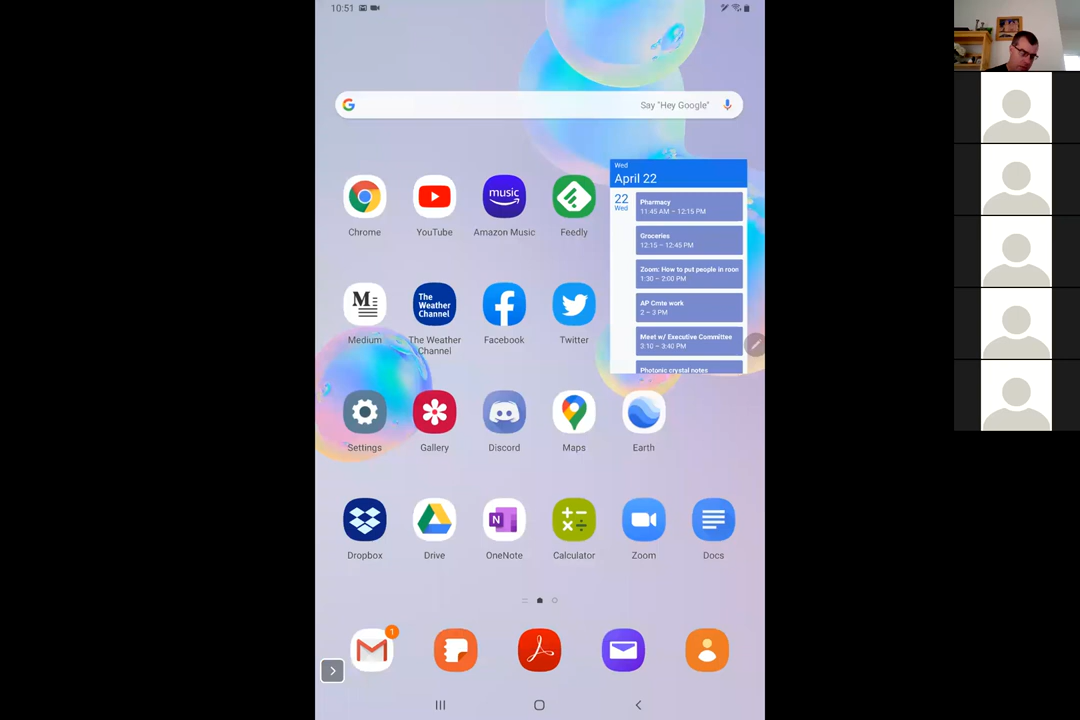 10:51
Say "Hey Google"
Wed
April 22
22
Wed
Pharmacy
11:45 AM – 12:15 PM
Groceries
12:15 – 12:45 PM
Zoom: How to put people in room
1:30 – 2:00 PM
AP Cmte work
2 – 3 PM
Meet w/ Executive Committee
3:10 – 3:40 PM
Photonic crystal notes
music
Chrome
YouTube
Amazon Music
Feedly
M
The
Weather
Channel
Medium
The Weather
Channel
Facebook
Twitter
Settings
Gallery
Discord
Maps
Earth
N
Dropbox
Drive
OneNote
Calculator
Zoom
Docs
1